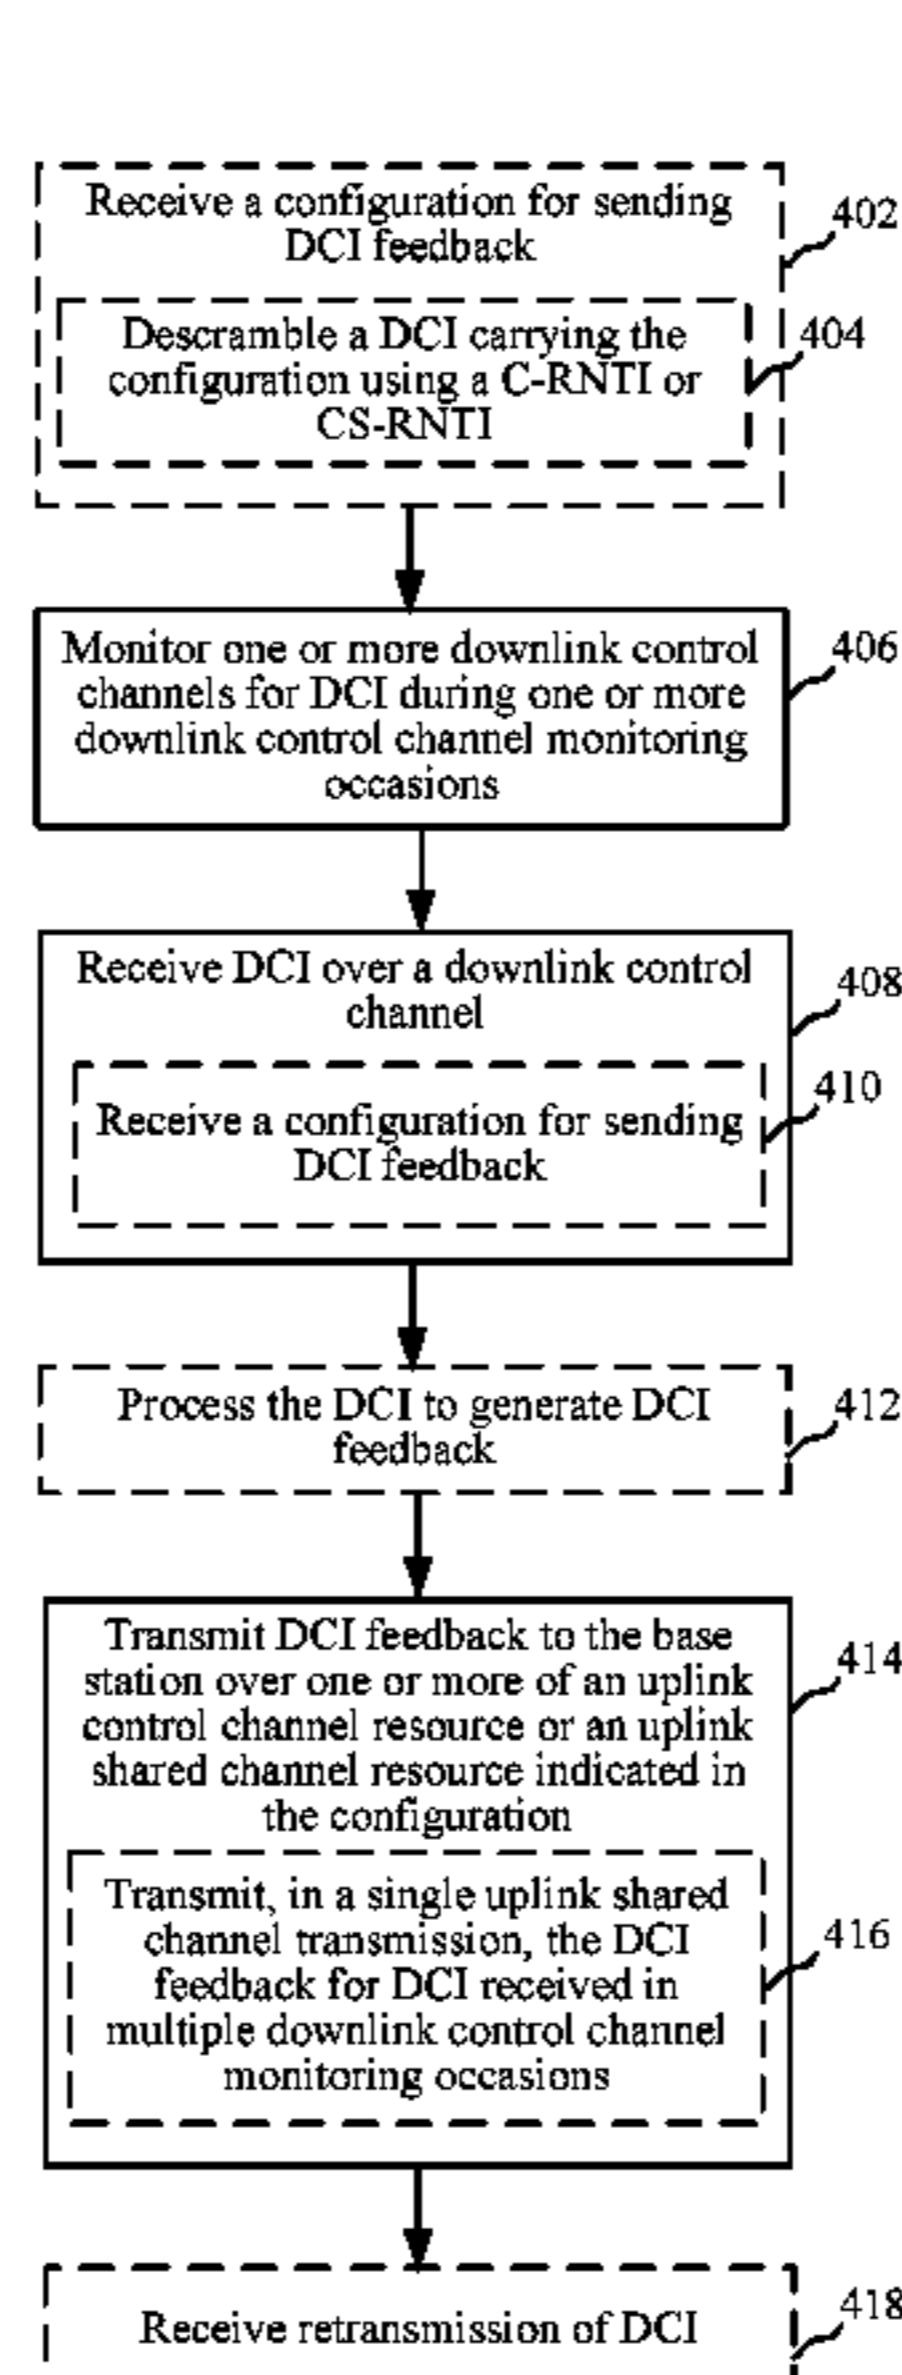 Receive a configuration for sending
DCI feedback
402
Descramble a DCI carrying the
configuration using a C-RNTI or
CS-RNTI
404
Monitor one or more downlink control
channels for DCI during one or more
downlink control channel monitoring
occasions
406
Receive DCI over a downlink control
channel
408
Receive a configuration for sending
DCI feedback
410
Process the DCI to generate DCI
feedback
412
Transmit DCI feedback to the base
station over one or more of an uplink
control channel resource or an uplink
shared channel resource indicated in
the configuration
414
Transmit, in a single uplink shared
channel transmission, the DCI
feedback for DCI received in
multiple downlink control channel
monitoring occasions
416
Receive retransmission of DCI
418